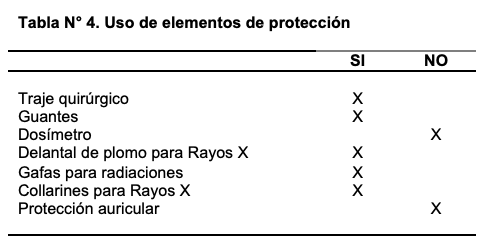 Tabla N° 4. Uso de elementos de protección
SI NO
Traje quirúrgico X
Guantes X
Dosímetro X
Delantal de plomo para Rayos X X
Gafas para radiaciones X
Collarines para Rayos X X
Protección auricular X